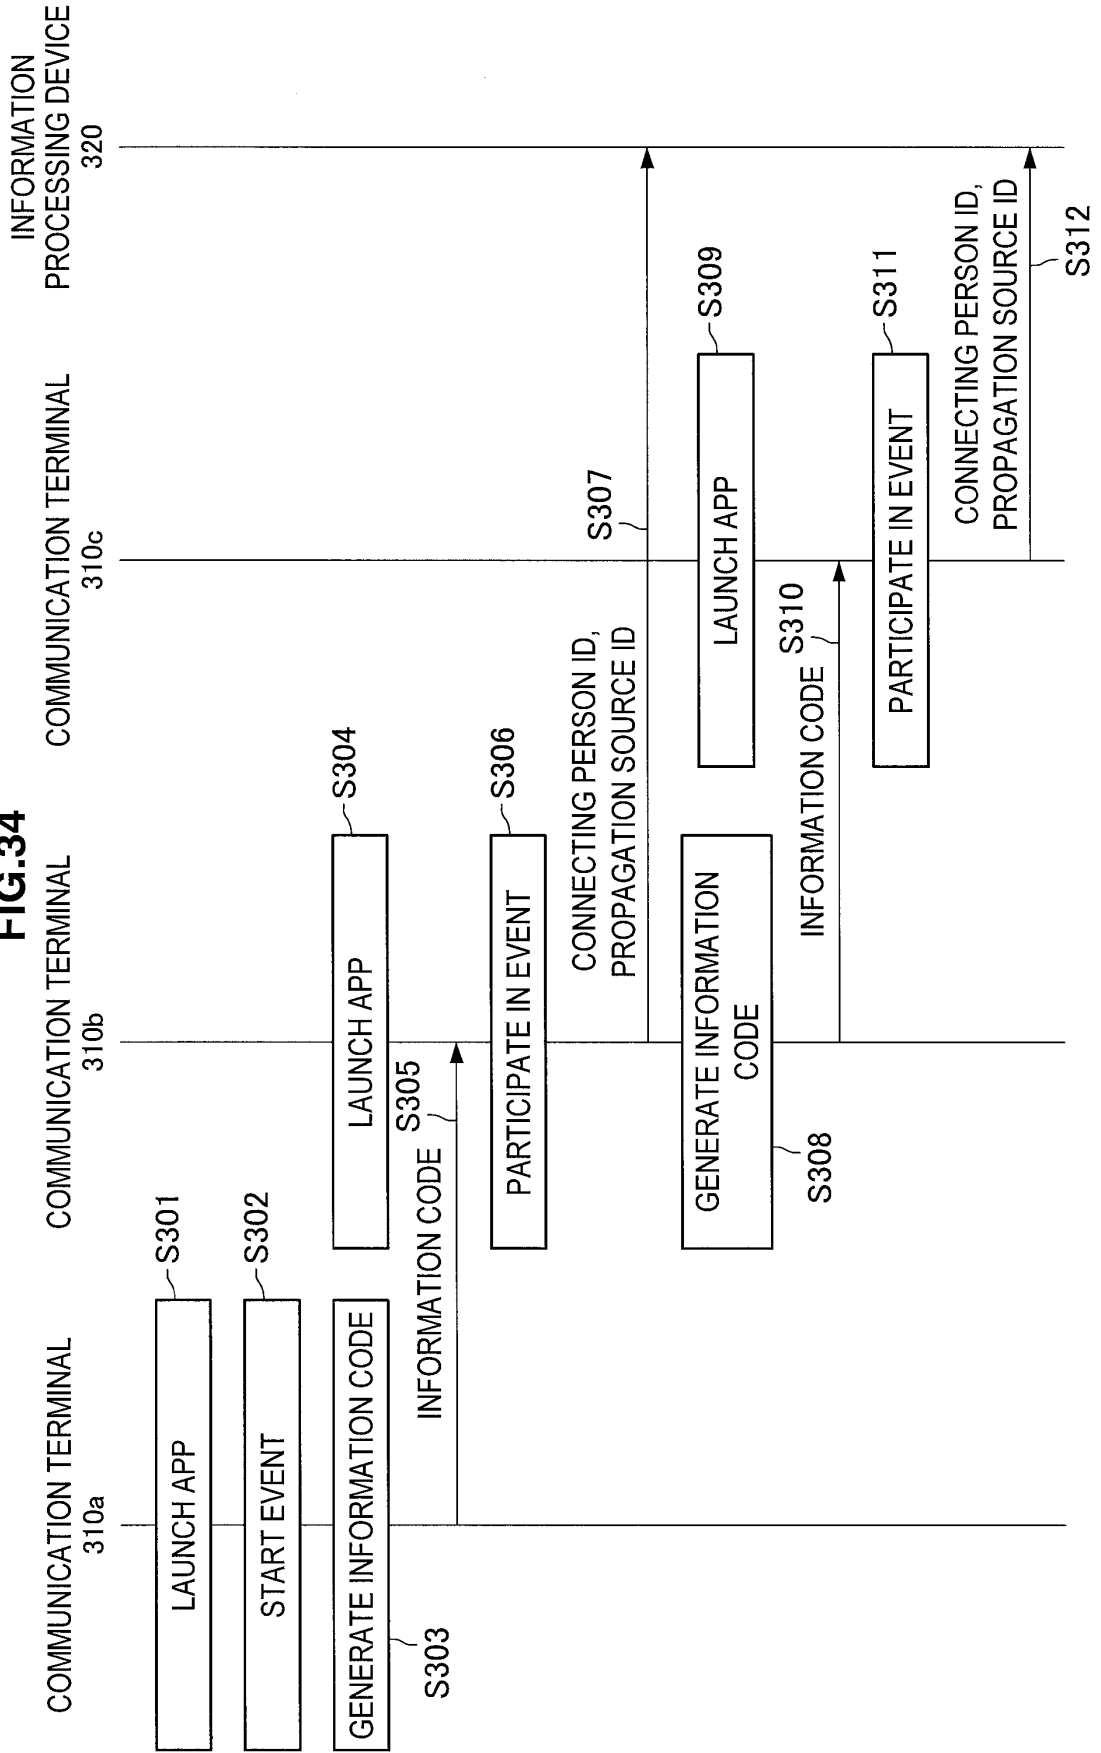 FIG.34
COMMUNICATION TERMINAL
310a
COMMUNICATION TERMINAL
310b
COMMUNICATION TERMINAL
310c
INFORMATION
PROCESSING DEVICE
320
LAUNCH APP
S301
START EVENT
S302
GENERATE INFORMATION CODE
S303
LAUNCH APP
S304
INFORMATION CODE
S305
PARTICIPATE IN EVENT
S306
CONNECTING PERSON ID,
PROPAGATION SOURCE ID
S307
GENERATE INFORMATION
CODE
S308
LAUNCH APP
S309
INFORMATION CODE
S310
PARTICIPATE IN EVENT
S311
CONNECTING PERSON ID,
PROPAGATION SOURCE ID
S312